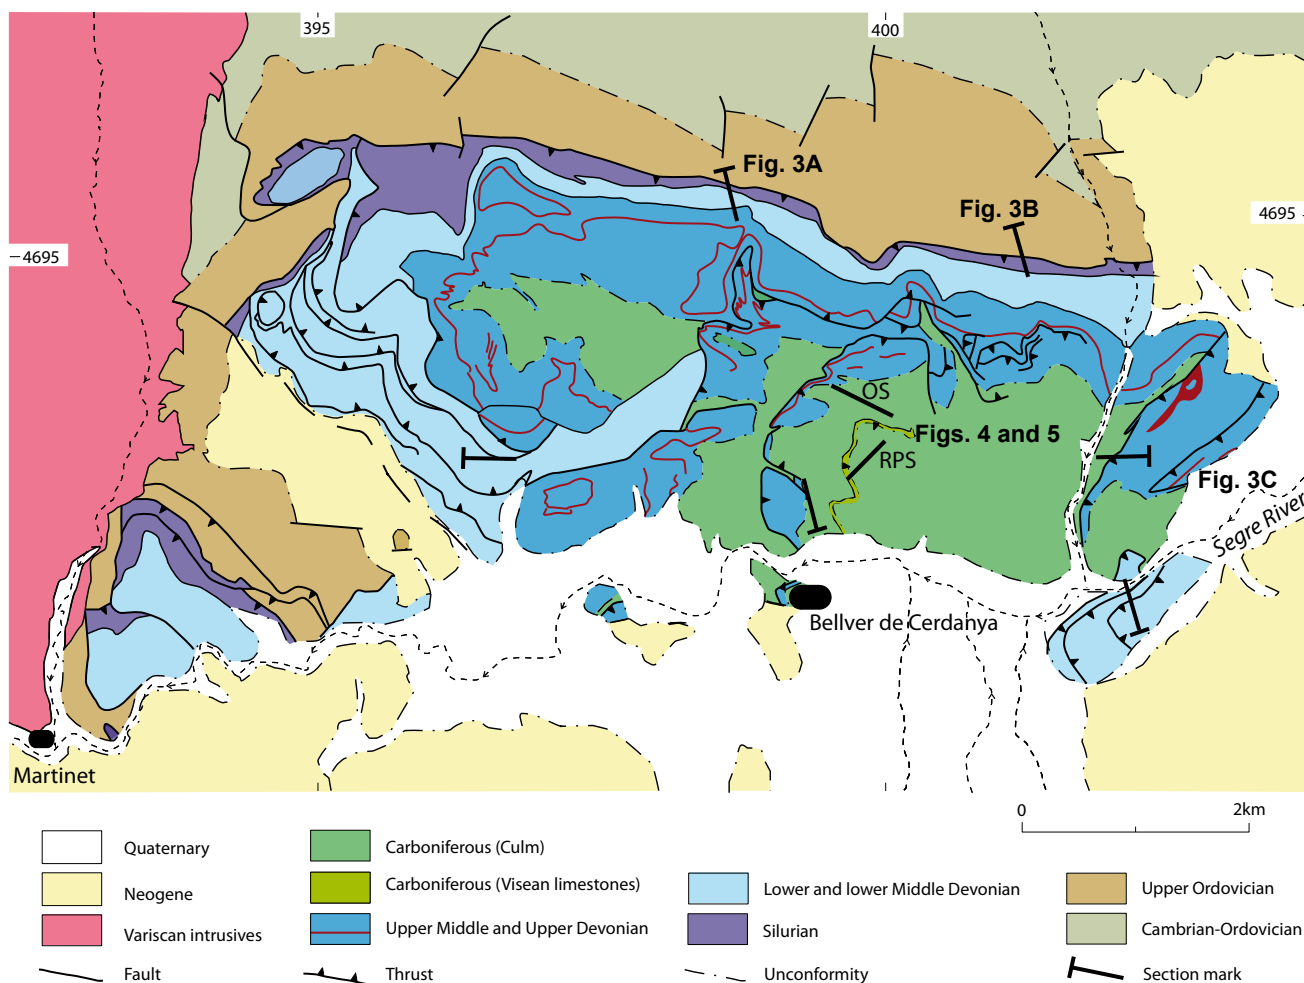 395
400
Fig. 3A
Fig. 3B
4695
4695
OS
Figs. 4 and 5
RPS
Fig. 3C
Segre River
Bellver de Cerdanya
Martinet
0
2km
Quaternary
Carboniferous (Culm)
Neogene
Carboniferous (Visean limestones)
Lower and lower Middle Devonian
Upper Ordovician
Variscan intrusives
Upper Middle and Upper Devonian
Silurian
Cambrian-Ordovician
Fault
Thrust
Unconformity
Section mark